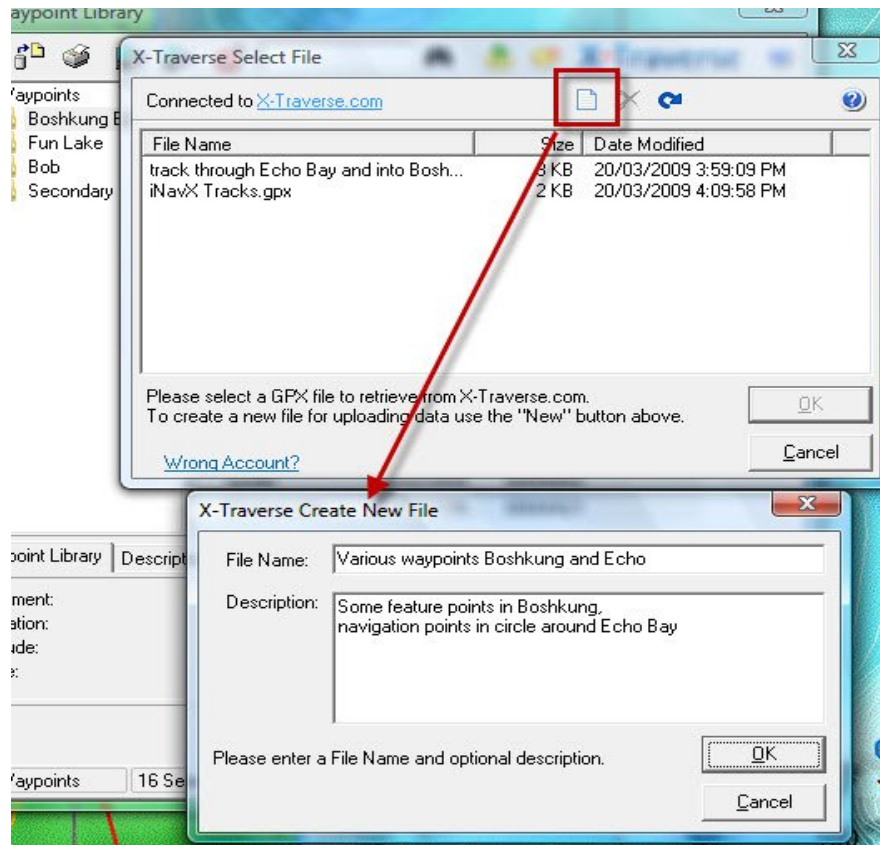 aypoint Library
X-Traverse Select File
Connected to X-Traverse.com
aypoints
Boshkung
Fun Lake
Bob
Secondary
File Name Size Date Modified
track through Echo Bay and into Bosh... KB 20/03/2009 3:59:09 PM
iNavX Tracks.gpx 2 KB 20/03/2009 4:09:58 PM
Please select a GPX file to retrieve from X-Traverse.com.
To create a new file for uploading data use the "New" button above.
OK
Cancel
Wrong Account?
X-Traverse Create New File
oint Library Descript
ment:
ation:
ude:
e:
File Name: Various waypoints Boshkung and Echo
Description: Some feature points in Boshkung,
navigation points in circle around Echo Bay
Please enter a File Name and optional description.
OK
Cancel
aypoints 16 Se